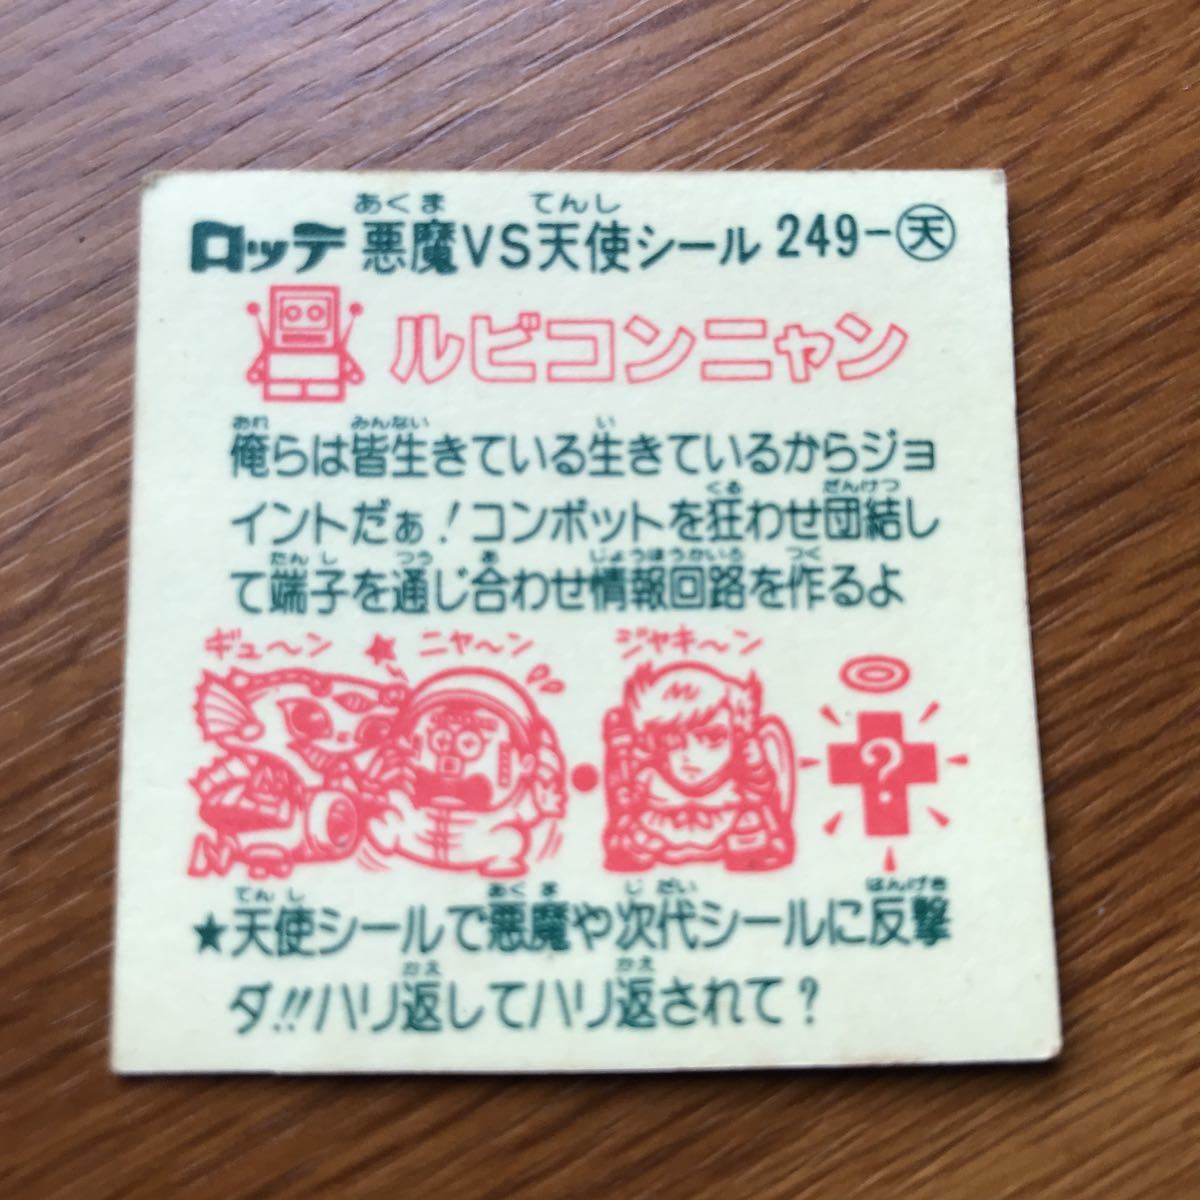 あくま てんし
ロッテ 悪魔VS天使シール 249-㊝天
ルビコンニャン
おれ みんない い
俺らは皆生きている生きているからジョ
くる だんけつ
イントだぁ!コンボットを狂わせ団結し
たんし つう あ じょうほうかいろ つく
て端子を通じ合わせ情報回路を作るよ
ギュ〜ン ★ ニャ〜ン ジャキ〜ン
?
てんし あくま じだい はんげき
★天使シールで悪魔や次代シールに反撃
かえ かえ
ダ!!ハリ返してハリ返されて?